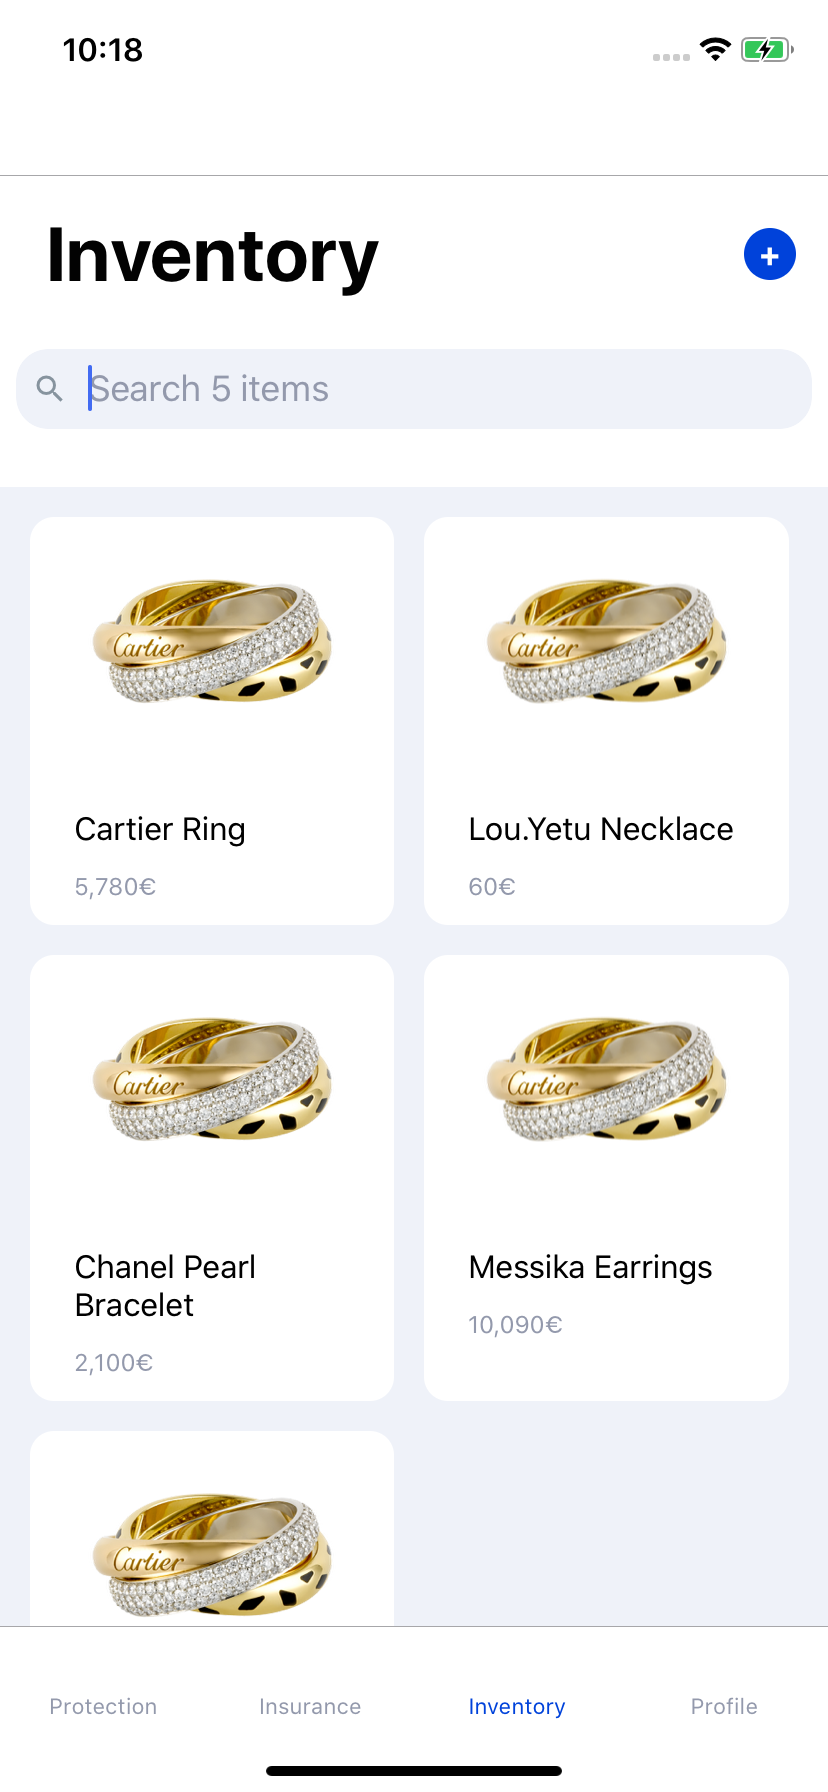 10:18
Inventory
+
Search 5 items
Cartier
Cartier
Cartier Ring
Lou.Yetu Necklace
5,780€
60€
Cartier
Cartier
Chanel Pearl
Bracelet
Messika Earrings
2,100€
10,090€
Cartier
Protection
Insurance
Inventory
Profile